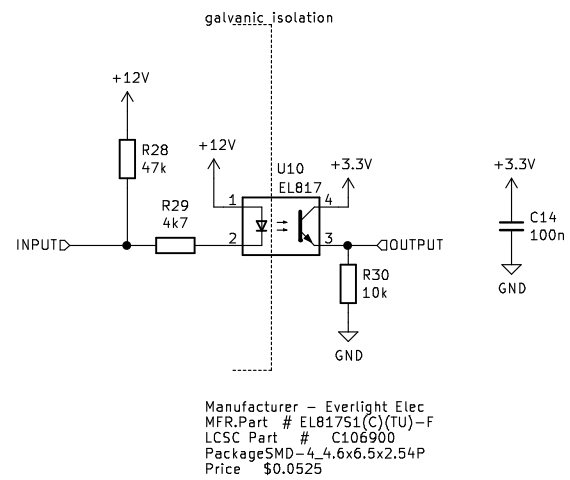 galvanic isolation
+12V
R28
47k
+12V
R29
4k7
U10
EL817
+3.3V
+3.3V
1
4
2
3
INPUT
OUTPUT
C14
100n
R30
10k
GND
GND
Manufacturer - Everlight Elec
MFR.Part # EL817S1(C)(TU)-F
LCSC Part # C106900
PackageSMD-4_4.6x6.5x2.54P
Price $0.0525